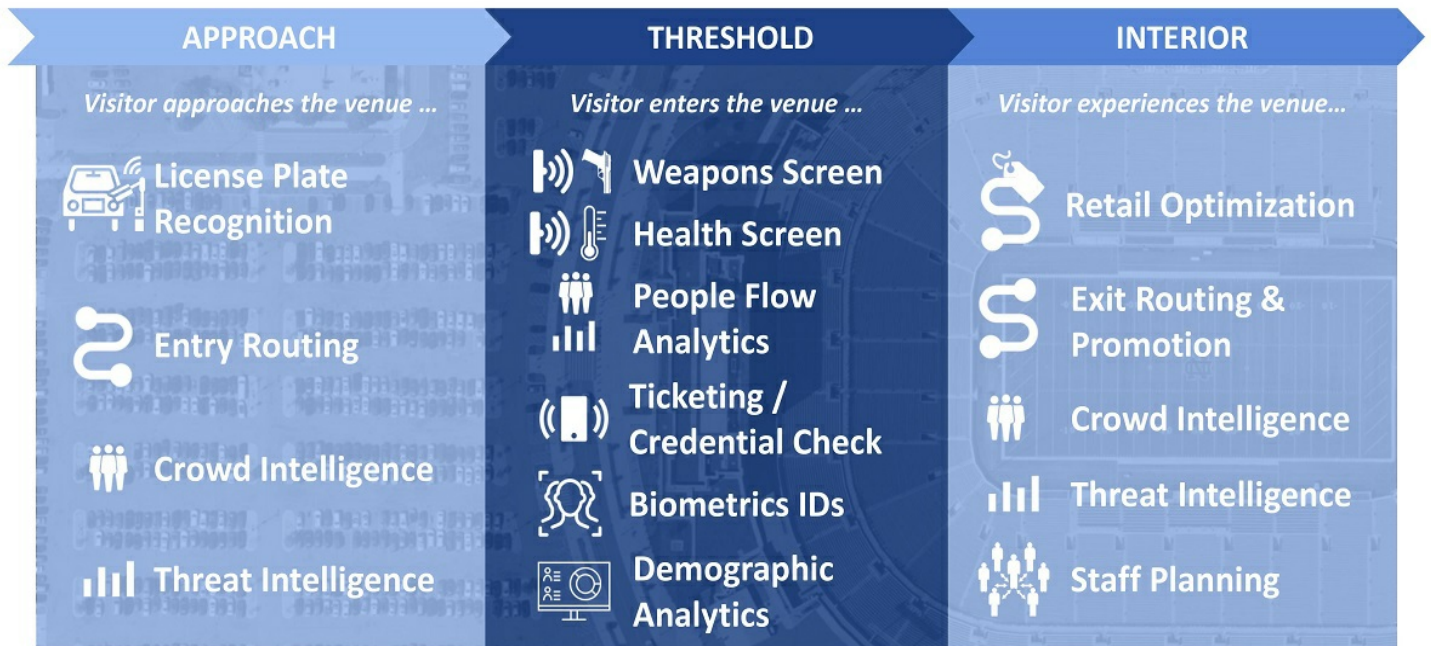 APPROACH
Visitor approaches the venue ...
License Plate
Recognition
Entry Routing
Crowd Intelligence
Threat Intelligence
THRESHOLD
Visitor enters the venue ...
Weapons Screen
Health Screen
People Flow
Analytics
Ticketing /
Credential Check
Biometrics IDs
Demographic
Analytics
INTERIOR
Visitor experiences the venue...
Retail Optimization
Exit Routing &
Promotion
Crowd Intelligence
Threat Intelligence
Staff Planning